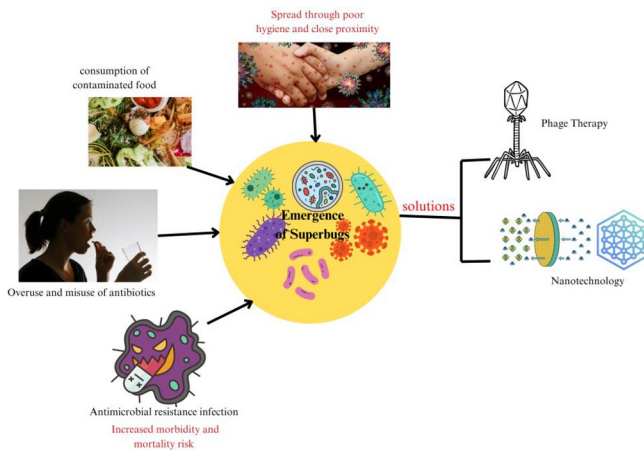 Spread through poor
hygiene and close proximity
consumption of
contaminated food
Phage Therapy
Emergence
of Superbugs
solutions
Overuse and misuse of antibiotics
Nanotechnology
Antimicrobial resistance infection
Increased morbidity and
mortality risk